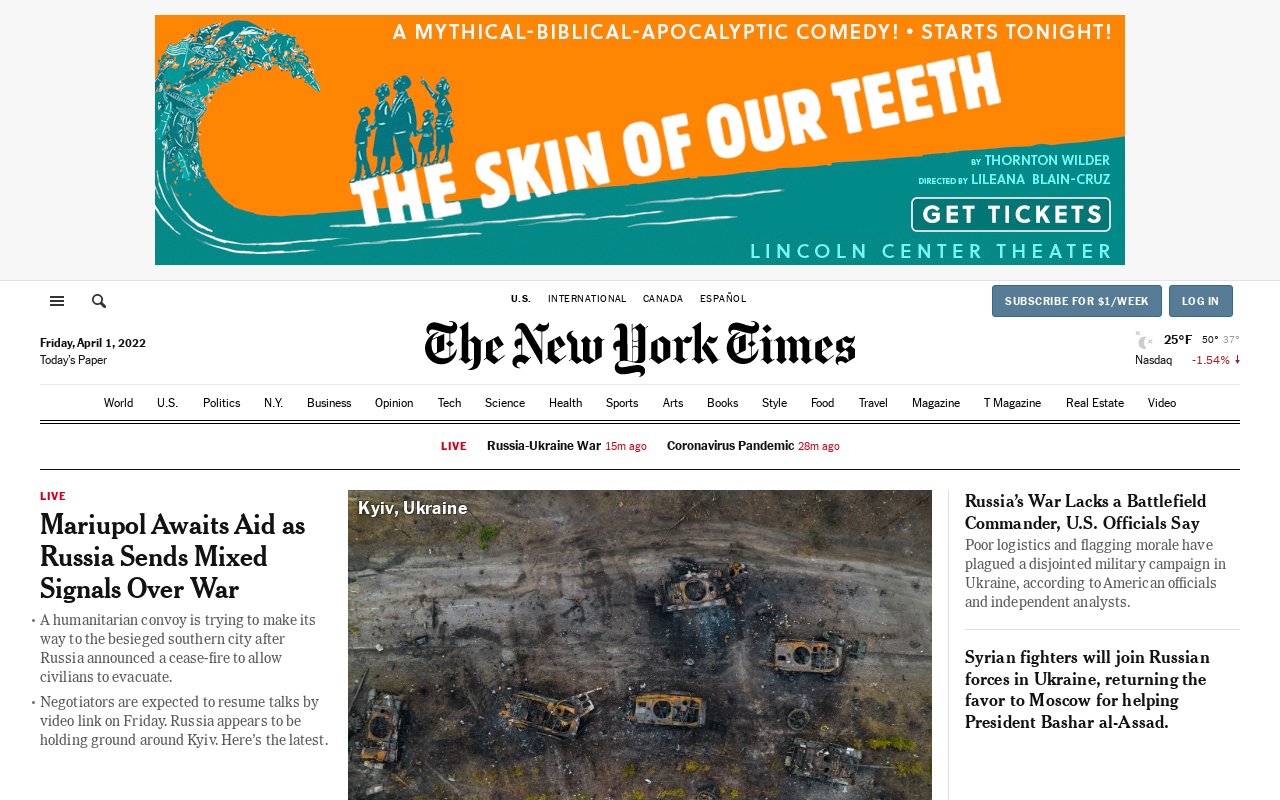 A MYTHICAL-BIBLICAL-APOCALYPTIC COMEDY! • STARTS TONIGHT!
THE SKIN OF OUR TEETH
BY THORNTON WILDER
DIRECTED BY LILEANA BLAIN-CRUZ
GET TICKETS
LINCOLN CENTER THEATER
U.S. INTERNATIONAL CANADA ESPAÑOL
SUBSCRIBE FOR $1/WEEK LOG IN
Friday, April 1, 2022
Today's Paper
The New York Times
25°F 50° 37°
Nasdaq -1.54%
World U.S. Politics N.Y. Business Opinion Tech Science Health Sports Arts Books Style Food Travel Magazine T Magazine Real Estate Video
LIVE Russia-Ukraine War 15m ago Coronavirus Pandemic 28m ago
LIVE
Mariupol Awaits Aid as
Russia Sends Mixed
Signals Over War
• A humanitarian convoy is trying to make its
way to the besieged southern city after
Russia announced a cease-fire to allow
civilians to evacuate.
• Negotiators are expected to resume talks by
video link on Friday. Russia appears to be
holding ground around Kyiv. Here's the latest.
Kyiv, Ukraine
Russia's War Lacks a Battlefield
Commander, U.S. Officials Say
Poor logistics and flagging morale have
plagued a disjointed military campaign in
Ukraine, according to American officials
and independent analysts.
Syrian fighters will join Russian
forces in Ukraine, returning the
favor to Moscow for helping
President Bashar al-Assad.